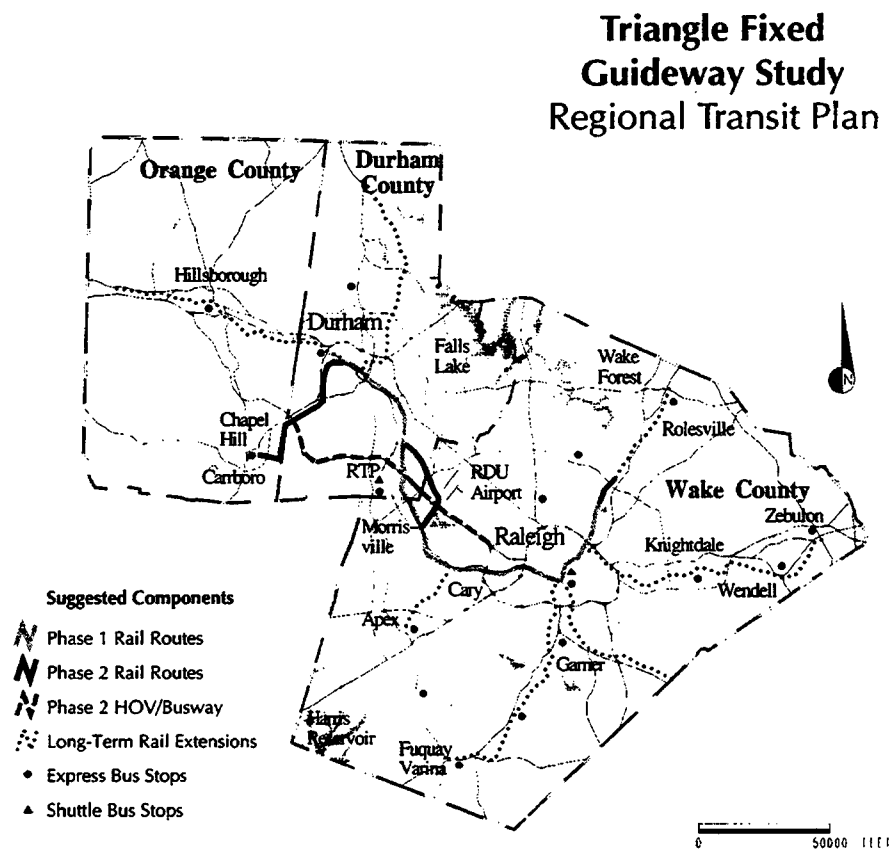 Triangle Fixed
Guideway Study
Regional Transit Plan
Orange County
Durham
County
Hillsborough
Durham
Falls
Lake
Wake
Forest
N
Chapel
Hill
Rolesville
Carrboro
RTP
RDU
Airport
Wake County
Zebulon
Morris
ville
Raleigh
Knightdale
Wendell
Cary
Apex
Garner
Harris
Reservoir
Fuquay
Varina
Suggested Components
Phase 1 Rail Routes
Phase 2 Rail Routes
Phase 2 HOV/Busway
Long-Term Rail Extensions
Express Bus Stops
Shuttle Bus Stops
0 50000 FEET